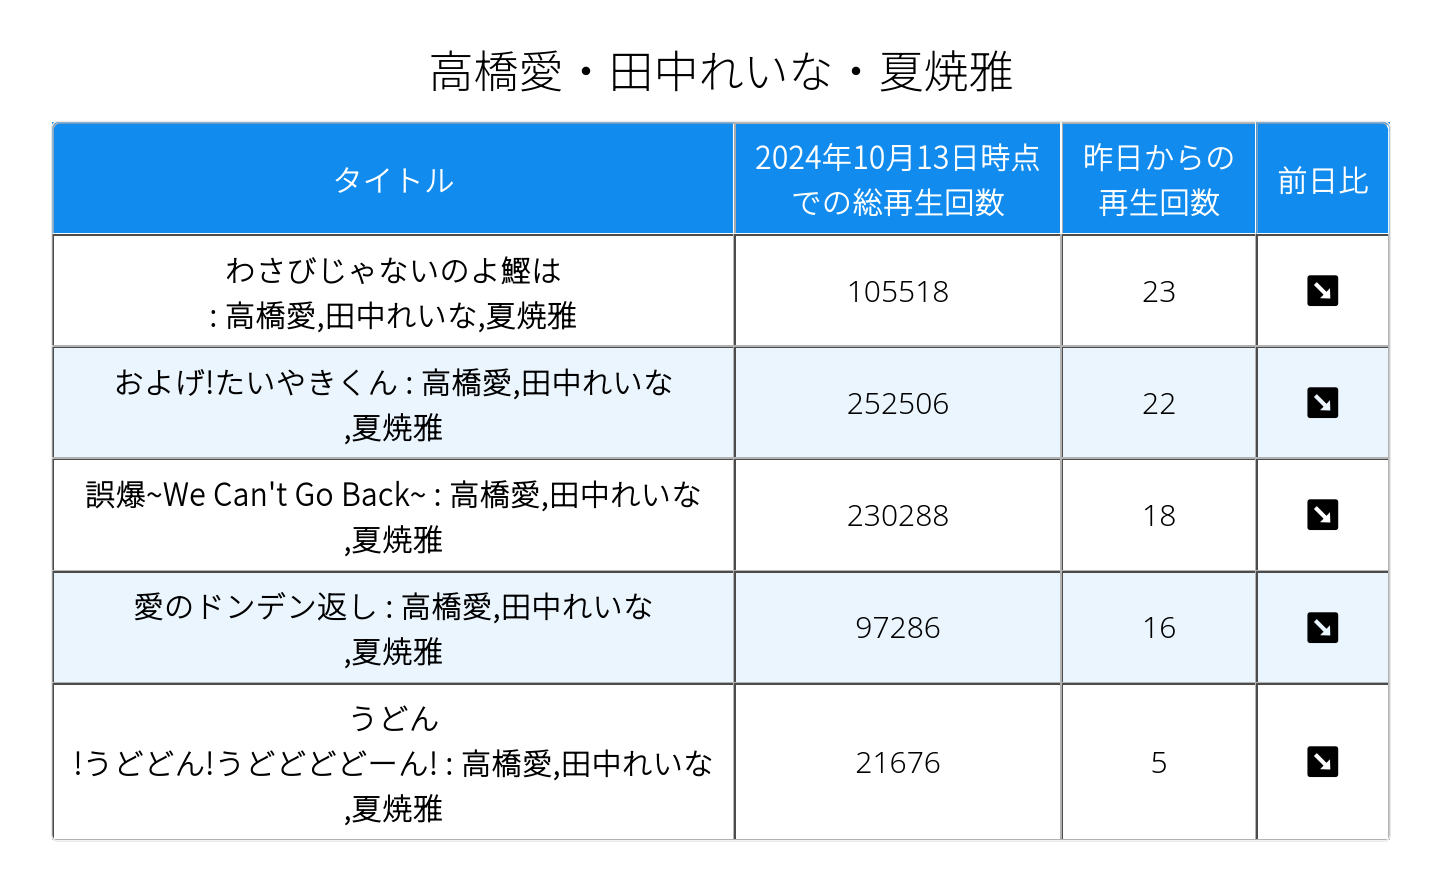 高橋愛・田中れいな・夏焼雅
タイトル
2024年10月13日時点
での総再生回数
昨日からの
再生回数
前日比
わさびじゃないのよ鰹は
: 高橋愛,田中れいな,夏焼雅
105518
23
およげ!たいやきくん : 高橋愛,田中れいな
,夏焼雅
252506
22
誤爆~We Can't Go Back~ : 高橋愛,田中れいな
,夏焼雅
230288
18
愛のドンデン返し : 高橋愛,田中れいな
,夏焼雅
97286
16
うどん
!うどどん!うどどどどーん! : 高橋愛,田中れいな
,夏焼雅
21676
5